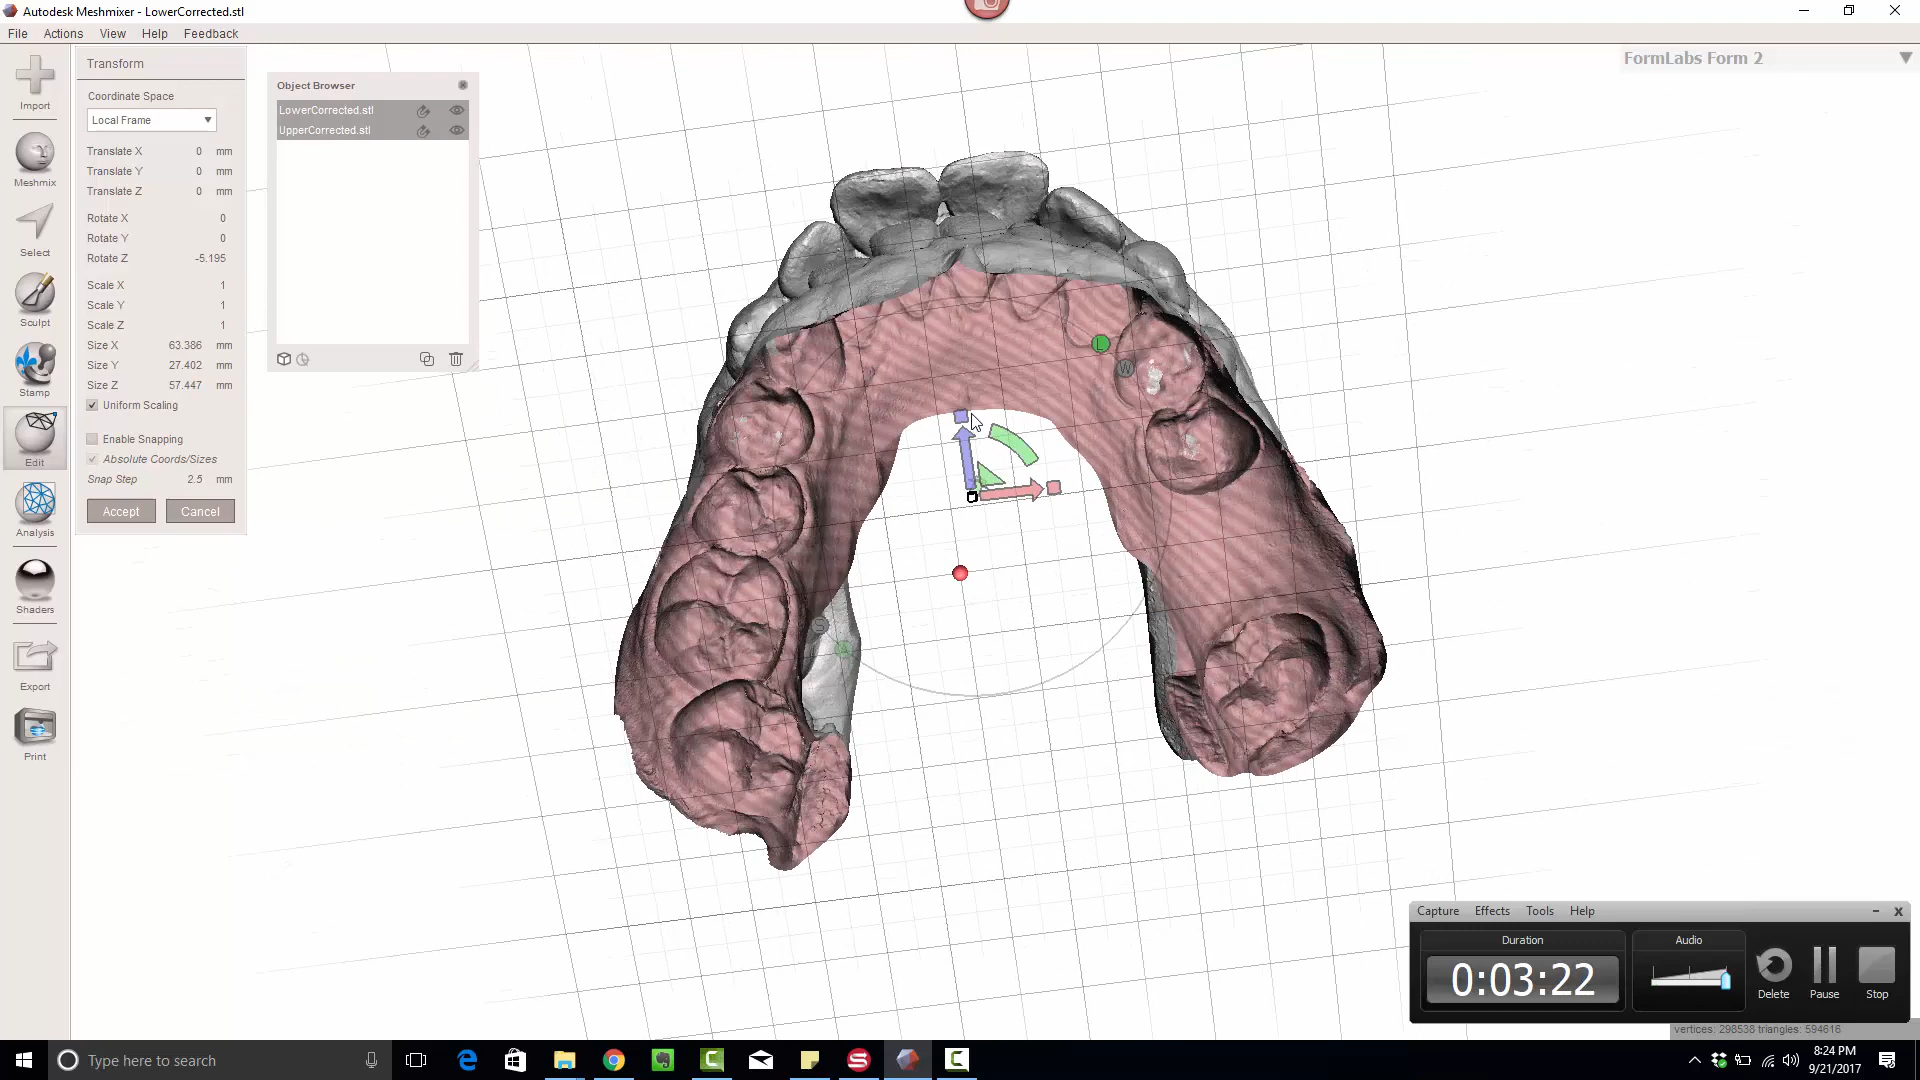 Autodesk Meshmixer - LowerCorrected.stl
File Actions View Help Feedback
Import
Meshmix
Select
Sculpt
Stamp
Edit
Analysis
Shaders
Export
Print
Transform
Coordinate Space
Local Frame
Translate X 0 mm
Translate Y 0 mm
Translate Z 0 mm
Rotate X 0
Rotate Y 0
Rotate Z -5.195
Scale X 1
Scale Y 1
Scale Z 1
Size X 63.386 mm
Size Y 27.402 mm
Size Z 57.447 mm
Uniform Scaling
Enable Snapping
Absolute Coords/Sizes
Snap Step 2.5 mm
Accept Cancel
Object Browser
LowerCorrected.stl
UpperCorrected.stl
FormLabs Form 2
L
W
S
A
Capture Effects Tools Help
Duration Audio
0:03:22
Delete Pause Stop
vertices: 298538 triangles: 594616
Type here to search
8:24 PM
9/21/2017